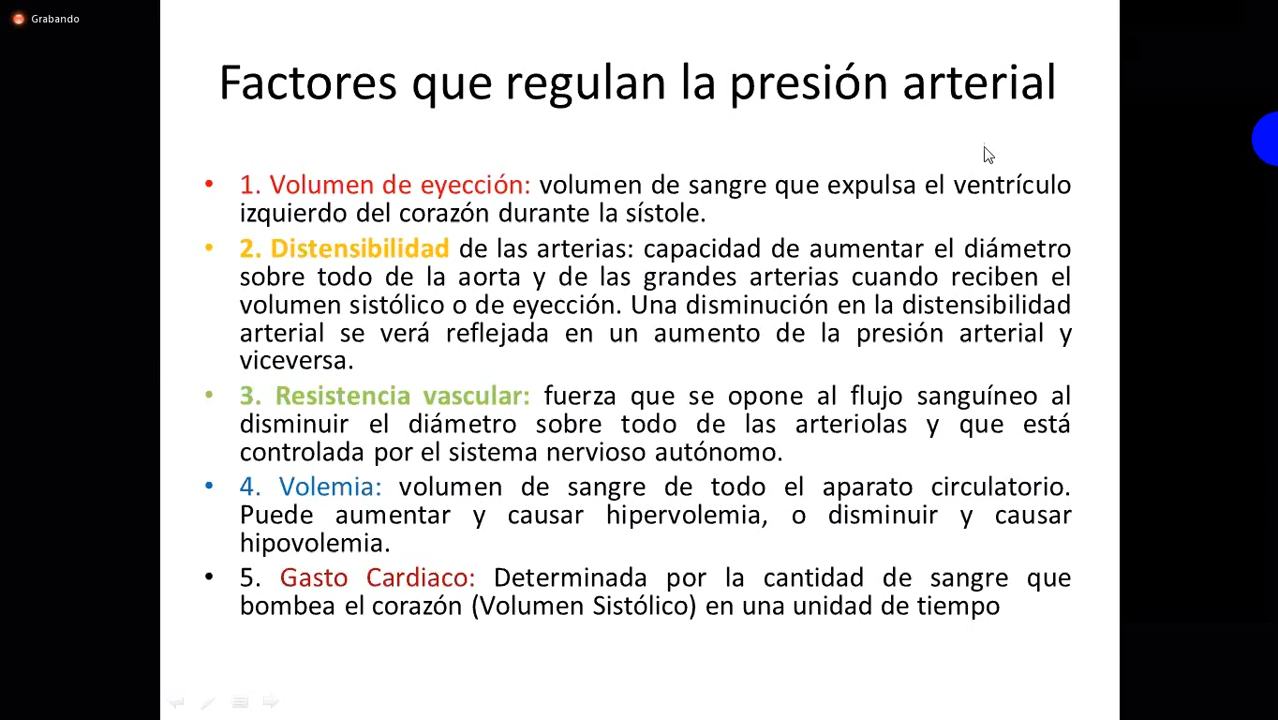 Grabando
Factores que regulan la presión arterial
• 1. Volumen de eyección: volumen de sangre que expulsa el ventrículo
izquierdo del corazón durante la sístole.
• 2. Distensibilidad de las arterias: capacidad de aumentar el diámetro
sobre todo de la aorta y de las grandes arterias cuando reciben el
volumen sistólico o de eyección. Una disminución en la distensibilidad
arterial se verá reflejada en un aumento de la presión arterial y
viceversa.
• 3. Resistencia vascular: fuerza que se opone al flujo sanguíneo al
disminuir el diámetro sobre todo de las arteriolas y que está
controlada por el sistema nervioso autónomo.
• 4. Volemia: volumen de sangre de todo el aparato circulatorio.
Puede aumentar y causar hipervolemia, o disminuir y causar
hipovolemia.
• 5. Gasto Cardiaco: Determinada por la cantidad de sangre que
bombea el corazón (Volumen Sistólico) en una unidad de tiempo